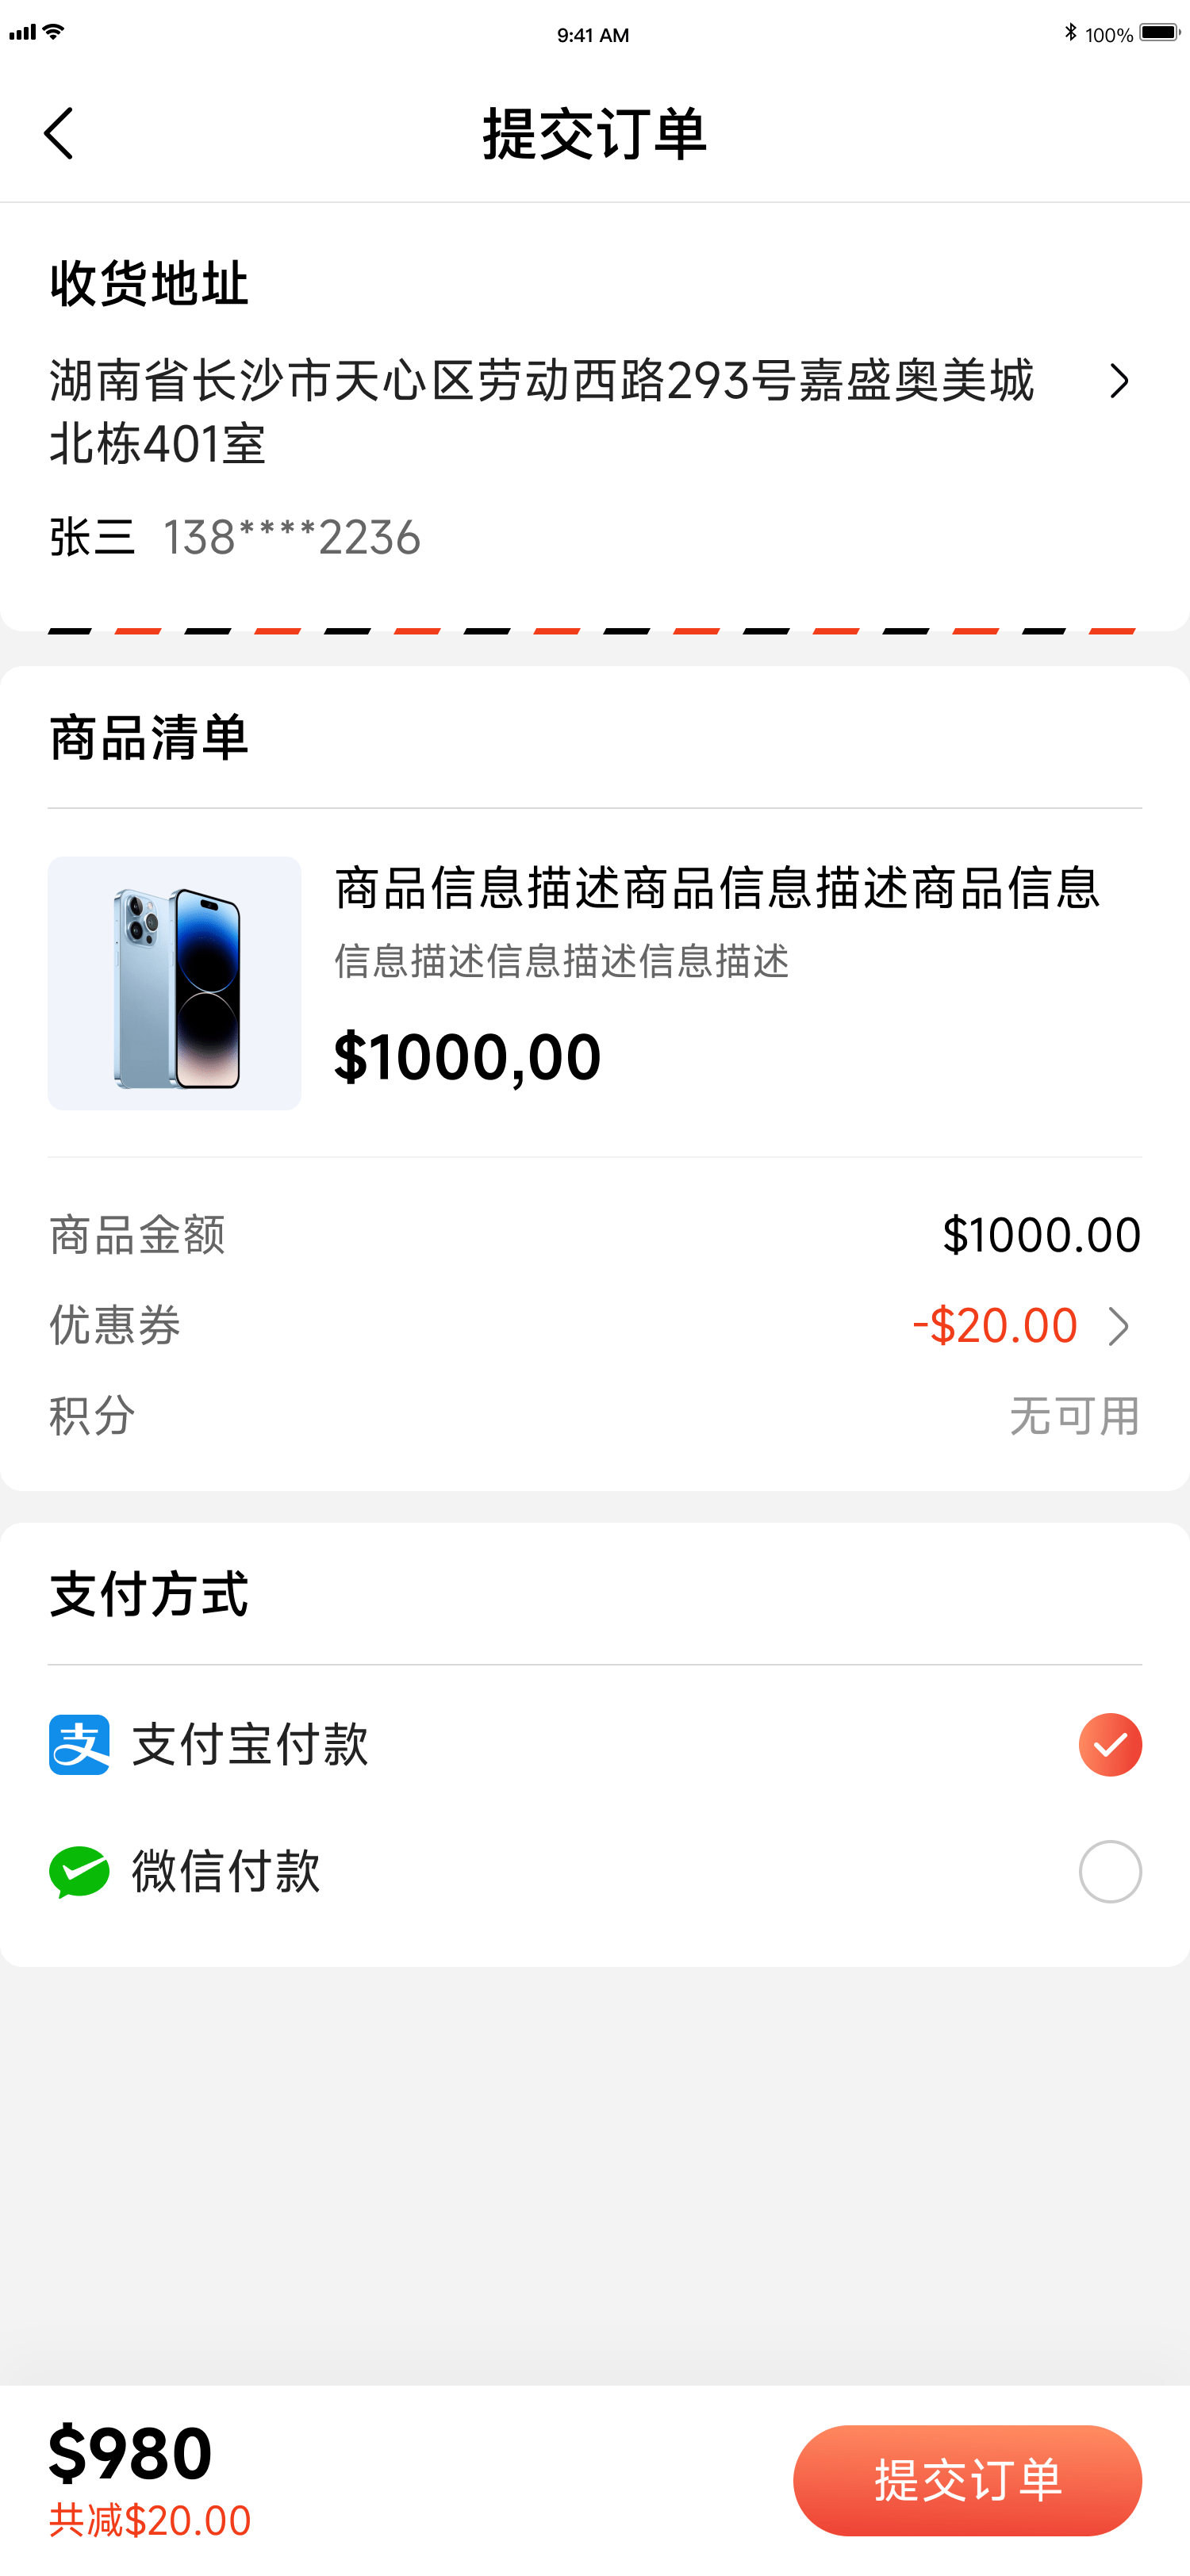 9:41 AM
100%
提交订单
收货地址
湖南省长沙市天心区劳动西路293号嘉盛奥美城
北栋401室
张三 138****2236
商品清单
商品信息描述商品信息描述商品信息
信息描述信息描述信息描述
$1000,00
商品金额 $1000.00
优惠券 -$20.00
积分 无可用
支付方式
支 支付宝付款
微信付款
$980
共减$20.00
提交订单